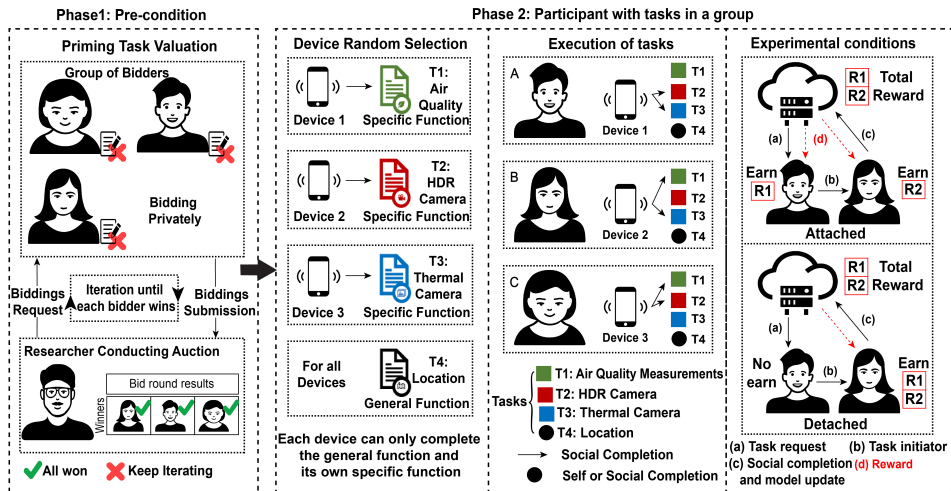 Phase1: Pre-condition
Phase 2: Participant with tasks in a group
Priming Task Valuation
Group of Bidders
Bidding
Privately
Biddings
Request
Iteration until
each bidder wins
Biddings
Submission
Researcher Conducting Auction
Bid round results
Winners
All won
Keep Iterating
Device Random Selection
Device 1
T1:
Air
Quality
Specific Function
Device 2
T2:
HDR
Camera
Specific Function
Device 3
T3:
Thermal
Camera
Specific Function
For all
Devices
T4:
Location
General Function
Each device can only complete
the general function and
its own specific function
Execution of tasks
A
Device 1
T1
T2
T3
T4
B
Device 2
T1
T2
T3
T4
C
Device 3
T1
T2
T3
T4
Tasks
T1: Air Quality Measurements
T2: HDR Camera
T3: Thermal Camera
T4: Location
Social Completion
Self or Social Completion
Experimental conditions
R1 Total
R2 Reward
(a)
(d)
(c)
Earn
R1
(b)
Earn
R2
Attached
R1 Total
R2 Reward
(a)
(c)
No
earn
(b)
Earn
R1
R2
Detached
(a) Task request (b) Task initiator
(c) Social completion (d) Reward
and model update